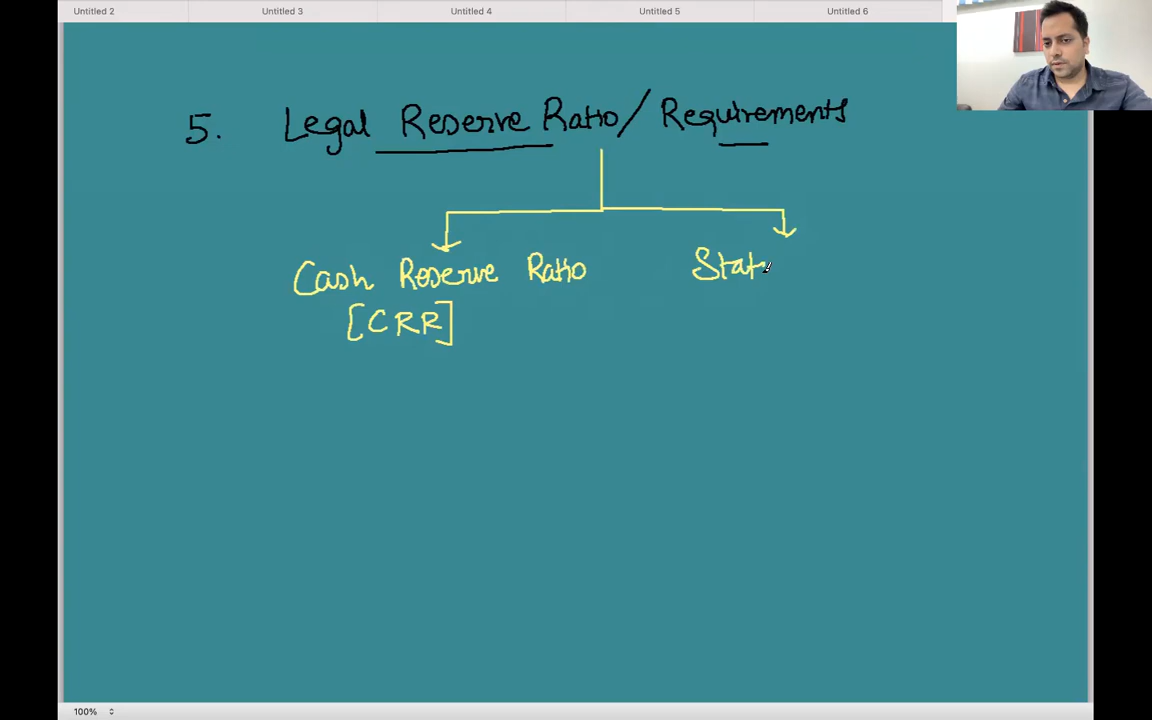 Untitled 2 Untitled 3 Untitled 4 Untitled 5 Untitled 6
5. Legal Reserve Ratio/Requirements
Cash Reserve Ratio Stat
[CRR]
100%